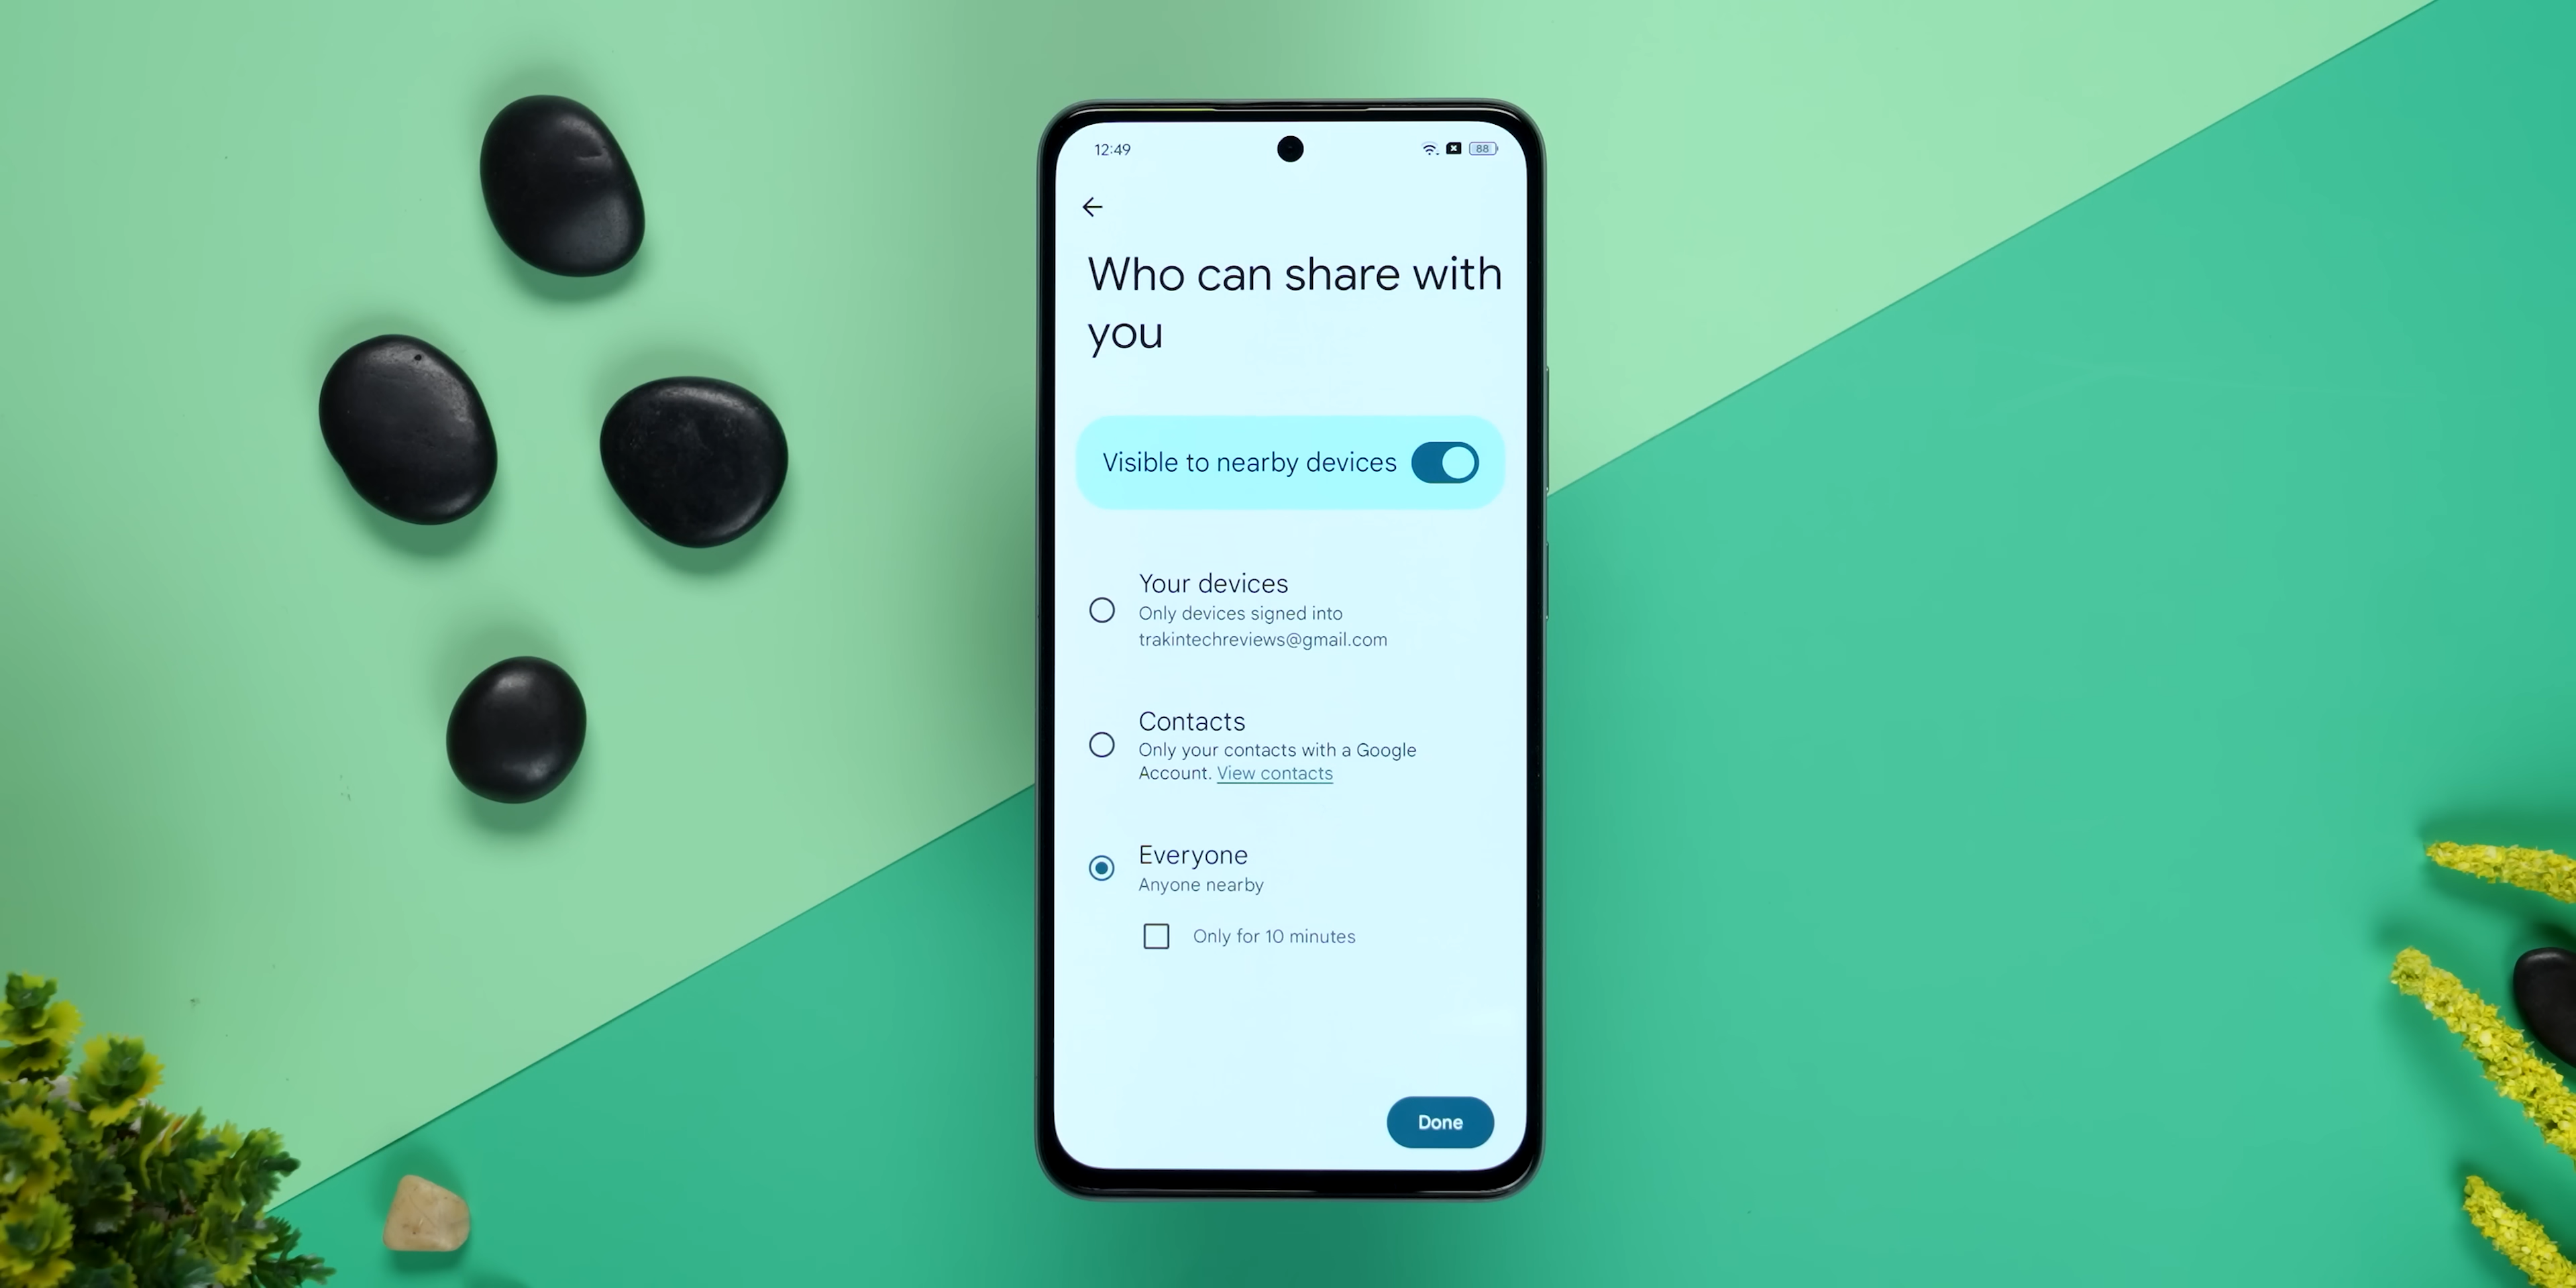 12:49
88
Who can share with
you
Visible to nearby devices
Your devices
Only devices signed into
trakintechreviews@gmail.com
Contacts
Only your contacts with a Google
Account. View contacts
Everyone
Anyone nearby
Only for 10 minutes
Done